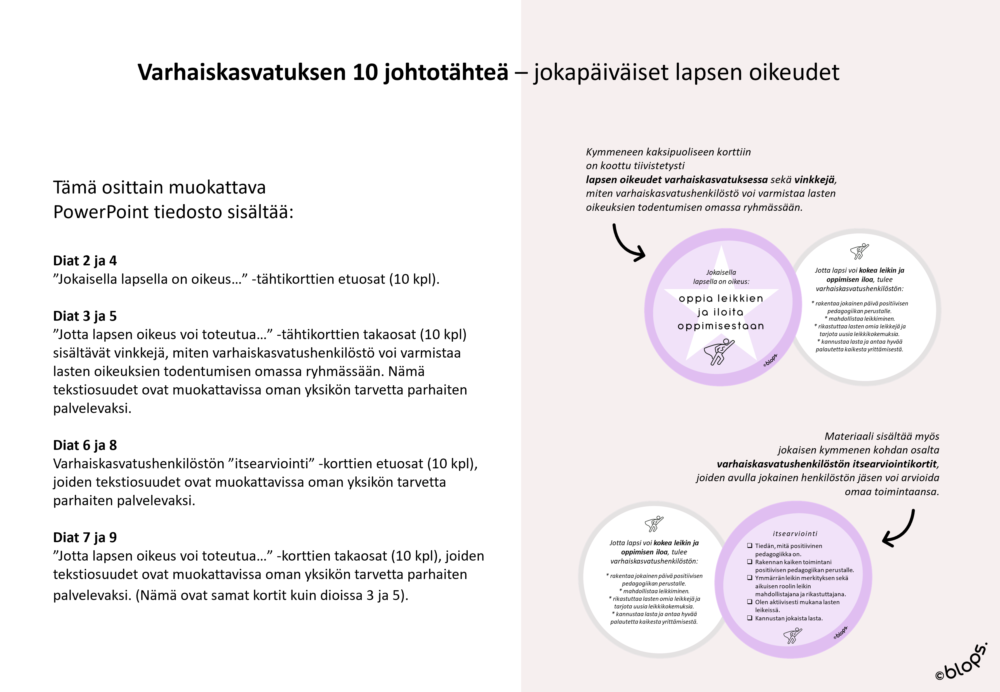 Varhaiskasvatuksen 10 johtotähteä – jokapäiväiset lapsen oikeudet
Tämä osittain muokattava
PowerPoint tiedosto sisältää:
Diat 2 ja 4
”Jokaisella lapsella on oikeus…” -tähtikorttien etuosat (10 kpl).
Diat 3 ja 5
”Jotta lapsen oikeus voi toteutua…” -tähtikorttien takaosat (10 kpl)
sisältävät vinkkejä, miten varhaiskasvatushenkilöstö voi varmistaa
lasten oikeuksien todentumisen omassa ryhmässään. Nämä
tekstiosuudet ovat muokattavissa oman yksikön tarvetta parhaiten
palvelevaksi.
Diat 6 ja 8
Varhaiskasvatushenkilöstön ”itsearviointi” -korttien etuosat (10 kpl),
joiden tekstiosuudet ovat muokattavissa oman yksikön tarvetta
parhaiten palvelevaksi.
Diat 7 ja 9
”Jotta lapsen oikeus voi toteutua…” -korttien takaosat (10 kpl), joiden
tekstiosuudet ovat muokattavissa oman yksikön tarvetta parhaiten
palvelevaksi. (Nämä ovat samat kortit kuin dioissa 3 ja 5).
Kymmeneen kaksipuoliseen korttiin
on koottu tiivistetysti
lapsen oikeudet varhaiskasvatuksessa sekä vinkkejä,
miten varhaiskasvatushenkilöstö voi varmistaa lasten
oikeuksien todentumisen omassa ryhmässään.
Jokaisella
lapsella on oikeus:
oppia leikkien
ja iloita
oppimisestaan
©blops.
Jotta lapsi voi kokea leikin ja
oppimisen iloa, tulee
varhaiskasvatushenkilöstön:
* rakentaa jokainen päivä positiivisen
pedagogiikan perustalle.
* mahdollistaa leikkiminen.
* rikastuttaa lasten omia leikkejä ja
tarjota uusia leikkikokemuksia.
* kannustaa lasta ja antaa hyvää
palautetta kaikesta yrittämisestä.
Materiaali sisältää myös
jokaisen kymmenen kohdan osalta
varhaiskasvatushenkilöstön itsearviointikortit,
joiden avulla jokainen henkilöstön jäsen voi arvioida
omaa toimintaansa.
Jotta lapsi voi kokea leikin ja
oppimisen iloa, tulee
varhaiskasvatushenkilöstön:
* rakentaa jokainen päivä positiivisen
pedagogiikan perustalle.
* mahdollistaa leikkiminen.
* rikastuttaa lasten omia leikkejä ja
tarjota uusia leikkikokemuksia.
* kannustaa lasta ja antaa hyvää
palautetta kaikesta yrittämisestä.
itsearviointi
❑ Tiedän, mitä positiivinen
pedagogiikka on.
❑ Rakennan kaiken toimintani
positiivisen pedagogiikan perustalle.
❑ Ymmärrän leikin merkityksen sekä
aikuisen roolin leikin
mahdollistajana ja rikastuttajana.
❑ Olen aktiivisesti mukana lasten
leikeissä.
❑ Kannustan jokaista lasta.
©blops.
©blops.